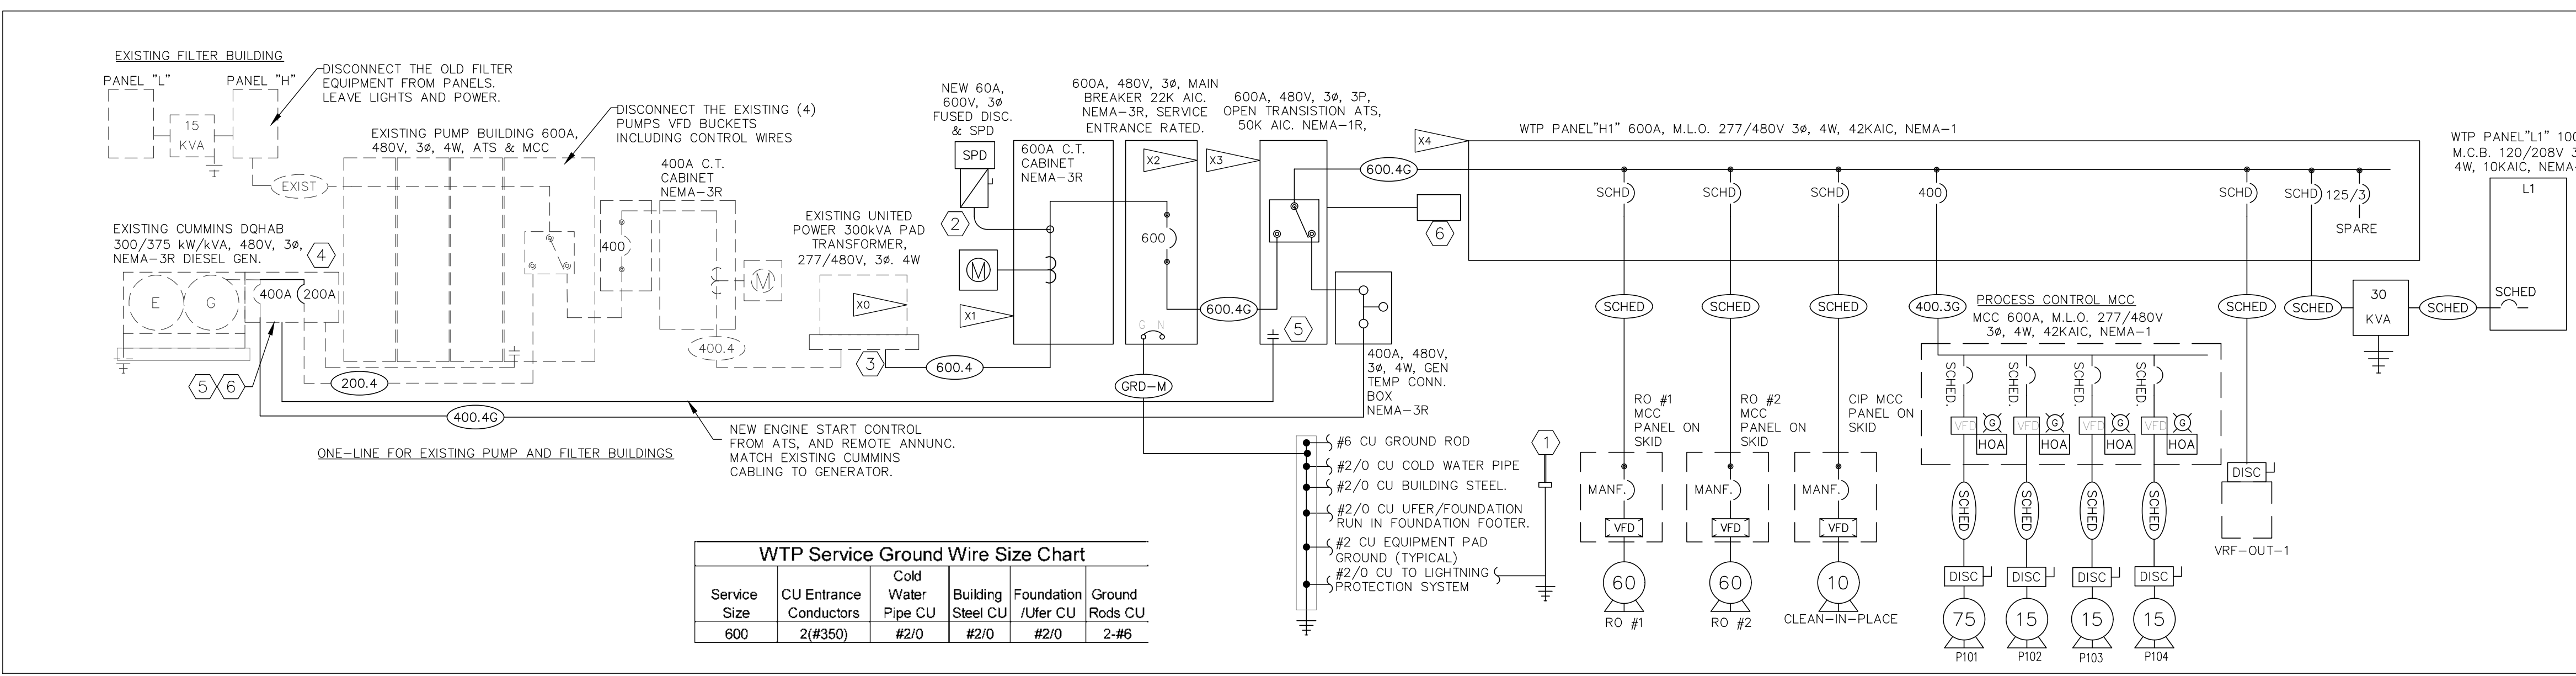 EXISTING FILTER BUILDING
PANEL "L"
PANEL "H"
DISCONNECT THE OLD FILTER
EQUIPMENT FROM PANELS.
LEAVE LIGHTS AND POWER.
15
KVA
EXIST
EXISTING PUMP BUILDING 600A,
480V, 3ø, 4W, ATS & MCC
DISCONNECT THE EXISTING (4)
PUMPS VFD BUCKETS
INCLUDING CONTROL WIRES
400A C.T.
CABINET
NEMA-3R
400
M
400.4
EXISTING CUMMINS DQHAB
300/375 kW/kVA, 480V, 3ø,
NEMA-3R DIESEL GEN.
4
E
G
400A
200A
5
6
200.4
400.4G
ONE-LINE FOR EXISTING PUMP AND FILTER BUILDINGS
NEW ENGINE START CONTROL
FROM ATS, AND REMOTE ANNUNC.
MATCH EXISTING CUMMINS
CABLING TO GENERATOR.
EXISTING UNITED
POWER 300kVA PAD
TRANSFORMER,
277/480V, 3ø. 4W
X0
3
600.4
NEW 60A,
600V, 3ø
FUSED DISC.
& SPD
SPD
2
M
X1
600A C.T.
CABINET
NEMA-3R
600A, 480V, 3ø, MAIN
BREAKER 22K AIC.
NEMA-3R, SERVICE
ENTRANCE RATED.
X2
600
G N
GRD-M
600.4G
600A, 480V, 3ø, 3P,
OPEN TRANSISTION ATS,
50K AIC. NEMA-1R,
X3
5
400A, 480V,
3ø, 4W, GEN
TEMP CONN.
BOX
NEMA-3R
600.4G
6
X4
WTP PANEL"H1" 600A, M.L.O. 277/480V 3ø, 4W, 42KAIC, NEMA-1
SCHD
SCHD
SCHD
400
SCHD
SCHD
125/3
SPARE
SCHED
SCHED
SCHED
400.3G
SCHED
SCHED
30
KVA
SCHED
WTP PANEL"L1" 100
M.C.B. 120/208V 3
4W, 10KAIC, NEMA-
L1
SCHED
PROCESS CONTROL MCC
MCC 600A, M.L.O. 277/480V
3ø, 4W, 42KAIC, NEMA-1
SCHED.
SCHED.
SCHED.
SCHED.
VFD
G
HOA
VFD
G
HOA
VFD
G
HOA
VFD
G
HOA
SCHED
SCHED
SCHED
SCHED
DISC
DISC
DISC
DISC
75
15
15
15
P101
P102
P103
P104
DISC
VRF-OUT-1
RO #1
MCC
PANEL ON
SKID
RO #2
MCC
PANEL ON
SKID
CIP MCC
PANEL ON
SKID
MANF.
MANF.
MANF.
VFD
VFD
VFD
60
60
10
RO #1
RO #2
CLEAN-IN-PLACE
#6 CU GROUND ROD
#2/0 CU COLD WATER PIPE
#2/0 CU BUILDING STEEL.
#2/0 CU UFER/FOUNDATION
RUN IN FOUNDATION FOOTER.
#2 CU EQUIPMENT PAD
GROUND (TYPICAL)
#2/0 CU TO LIGHTNING
PROTECTION SYSTEM
1
WTP Service Ground Wire Size Chart
Service Size
CU Entrance Conductors
Cold Water Pipe CU
Building Steel CU
Foundation /Ufer CU
Ground Rods CU
600
2(#350)
#2/0
#2/0
#2/0
2-#6